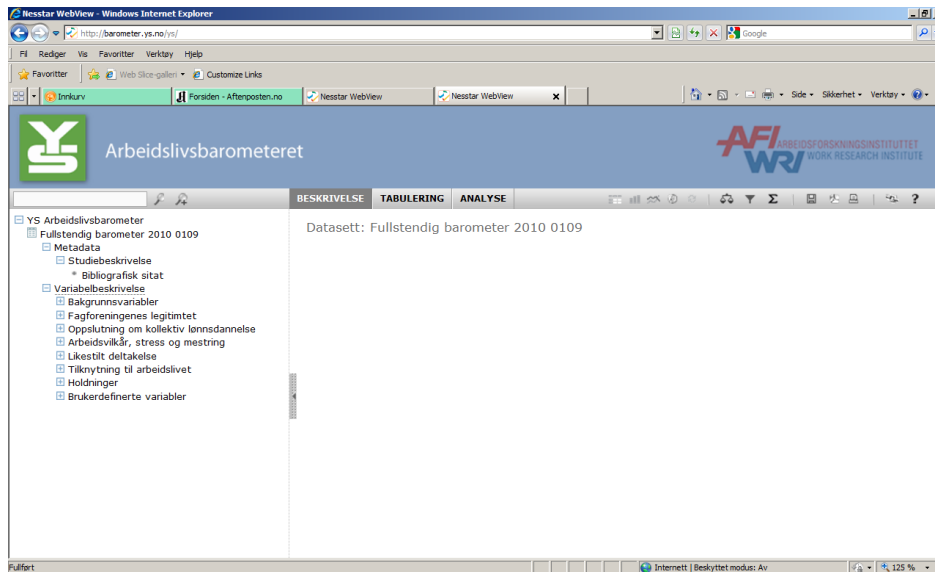 Nesstar WebView - Windows Internet Explorer
http://barometer.ys.no/ys/
Google
Fil Rediger Vis Favoritter Verktøy Hjelp
Favoritter Web Slice-galleri Customize Links
Innkurv Forsiden - Aftenposten.no Nesstar WebView Nesstar WebView Side Sikkerhet Verktøy
YS Arbeidslivsbarometeret
AFI ARBEIDSFORSKNINGSINSTITUTTET
WRI WORK RESEARCH INSTITUTE
BESKRIVELSE TABULERING ANALYSE
YS Arbeidslivsbarometer
Fullstendig barometer 2010 0109
Metadata
Studiebeskrivelse
* Bibliografisk sitat
Variabelbeskrivelse
Bakgrunnsvariabler
Fagforeningenes legitimtet
Oppslutning om kollektiv lønnsdannelse
Arbeidsvilkår, stress og mestring
Likestilt deltakelse
Tilknytning til arbeidslivet
Holdninger
Brukerdefinerte variabler
Datasett: Fullstendig barometer 2010 0109
Fullført
Internett | Beskyttet modus: Av
125 %